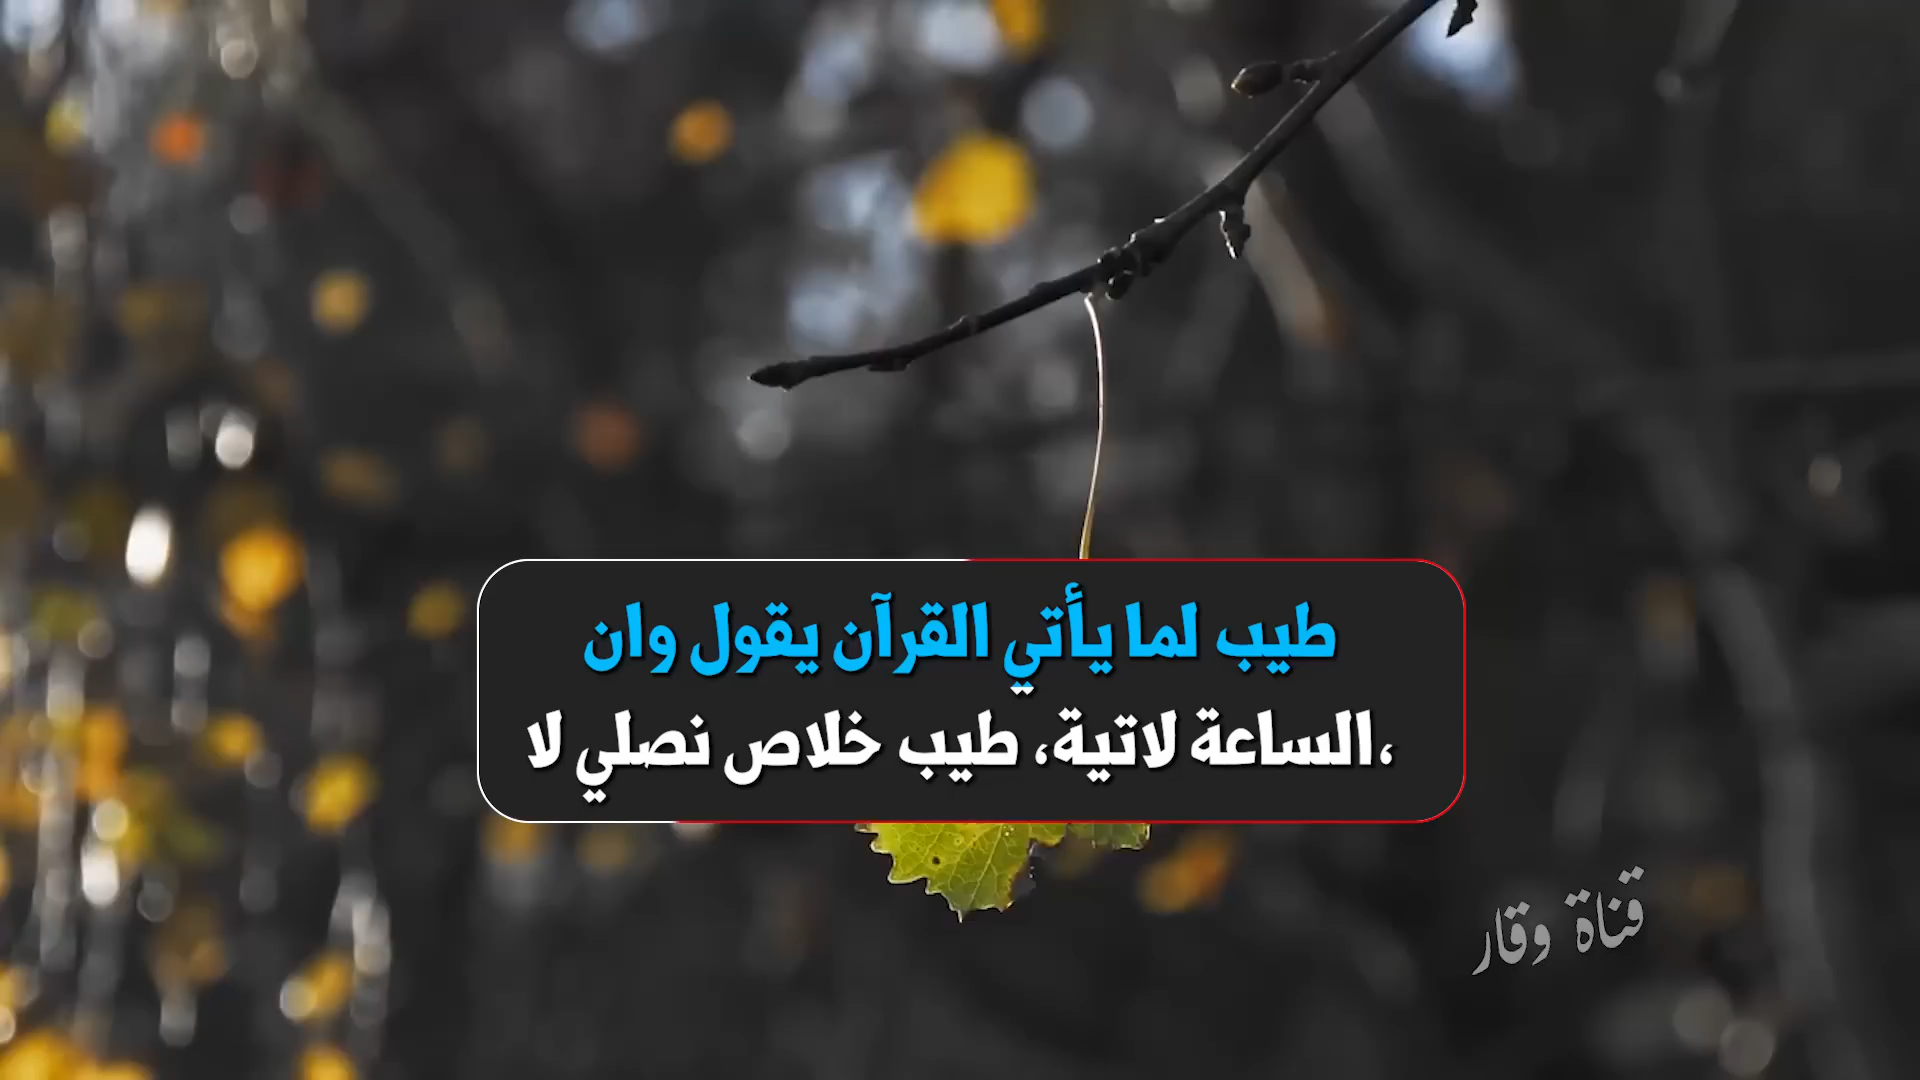 طيب لما يأتي القرآن يقول وان
،الساعة لاتية، طيب خلاص نصلي لا
قناة وقار